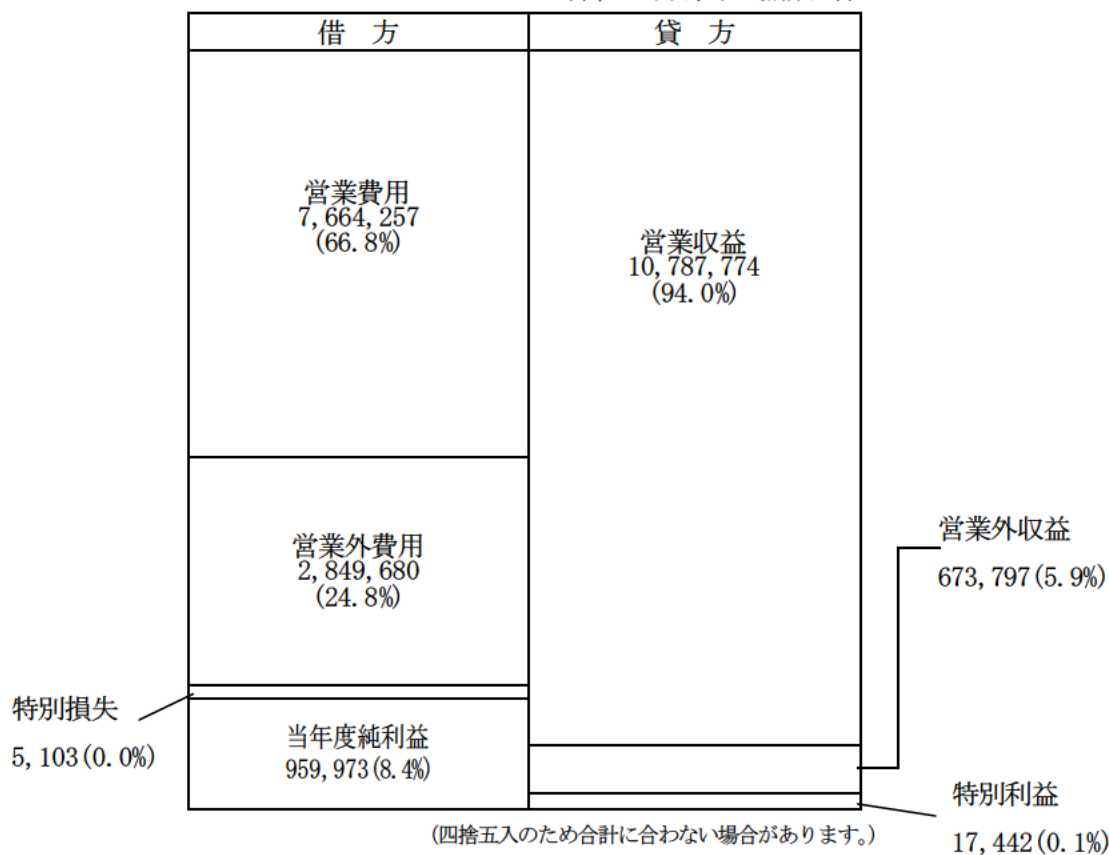 借 方
貸 方
営業費用
7,664,257
(66.8%)
営業収益
10,787,774
(94.0%)
営業外費用
2,849,680
(24.8%)
営業外収益
673,797(5.9%)
特別損失
5,103(0.0%)
当年度純利益
959,973(8.4%)
特別利益
17,442(0.1%)
(四捨五入のため合計に合わない場合があります。)